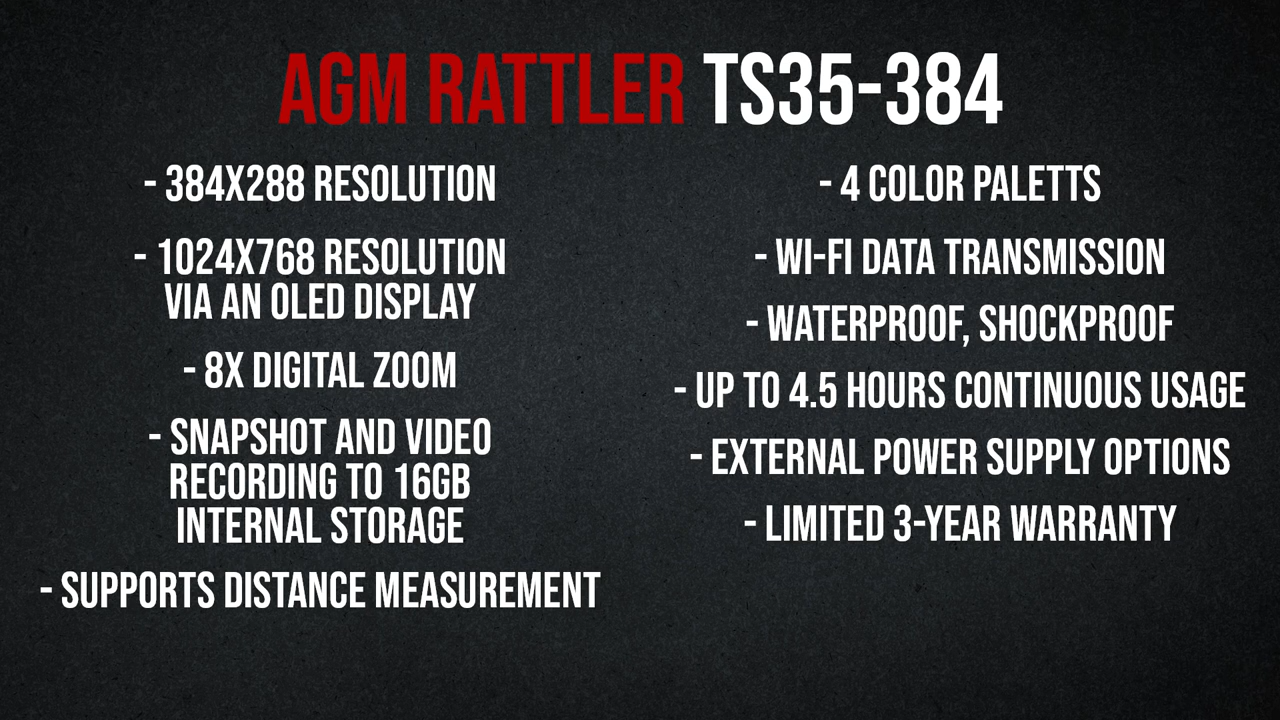 AGM RATTLER TS35-384
- 384X288 RESOLUTION
- 1024X768 RESOLUTION
VIA AN OLED DISPLAY
- 8X DIGITAL ZOOM
- SNAPSHOT AND VIDEO
RECORDING TO 16GB
INTERNAL STORAGE
- SUPPORTS DISTANCE MEASUREMENT
- 4 COLOR PALETTS
- WI-FI DATA TRANSMISSION
- WATERPROOF, SHOCKPROOF
- UP TO 4.5 HOURS CONTINUOUS USAGE
- EXTERNAL POWER SUPPLY OPTIONS
- LIMITED 3-YEAR WARRANTY